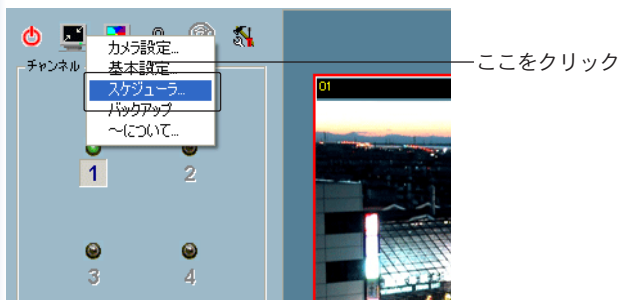 カメラ設定...
チャンネル
基本設定...
ここをクリック
スケジューラ...
01
バックアップ
～について...
1
2
3
4